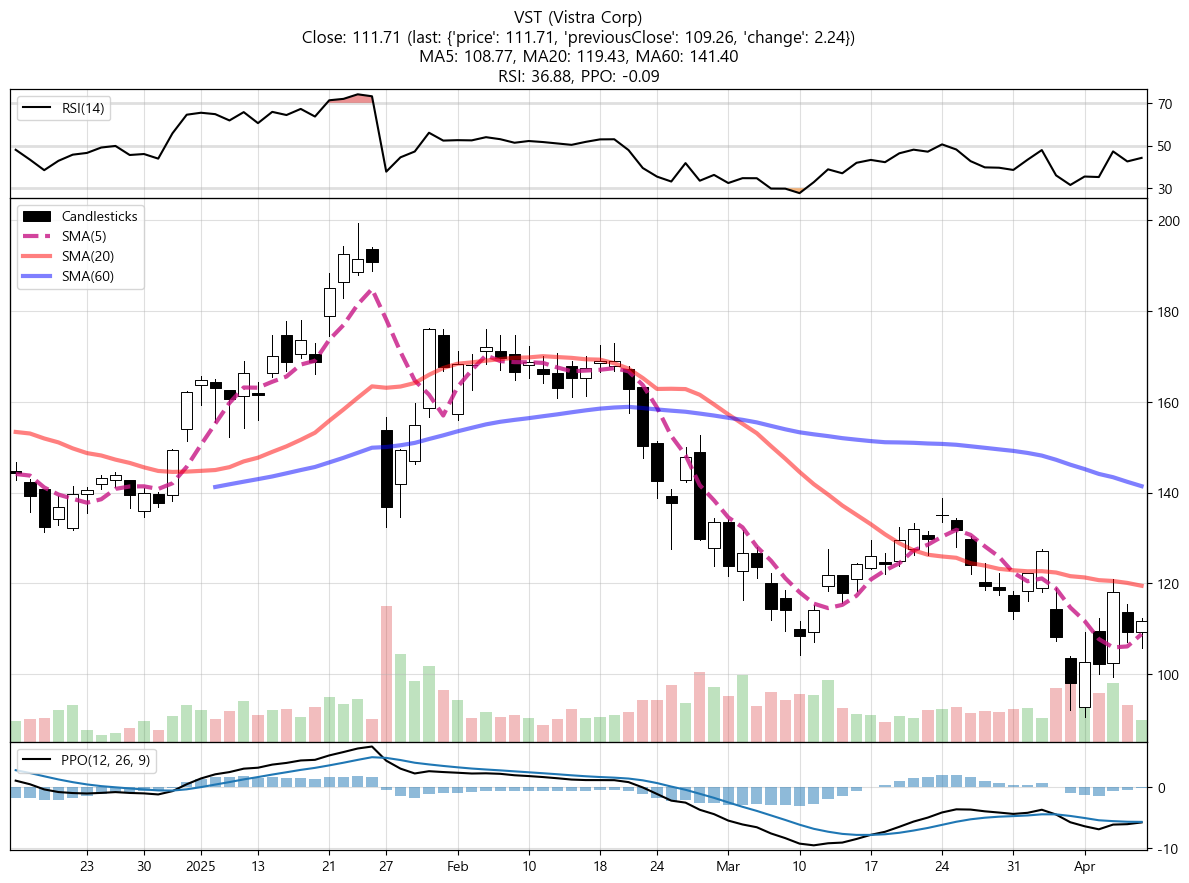 VST (Vistra Corp)
Close: 111.71 (last: {'price': 111.71, 'previousClose': 109.26, 'change': 2.24})
MA5: 108.77, MA20: 119.43, MA60: 141.40
RSI: 36.88, PPO: -0.09
RSI(14)
70
50
30
Candlesticks
SMA(5)
SMA(20)
SMA(60)
200
180
160
140
120
100
PPO(12, 26, 9)
0
-10
23 30 2025 13 21 27 Feb 10 18 24 Mar 10 17 24 31 Apr